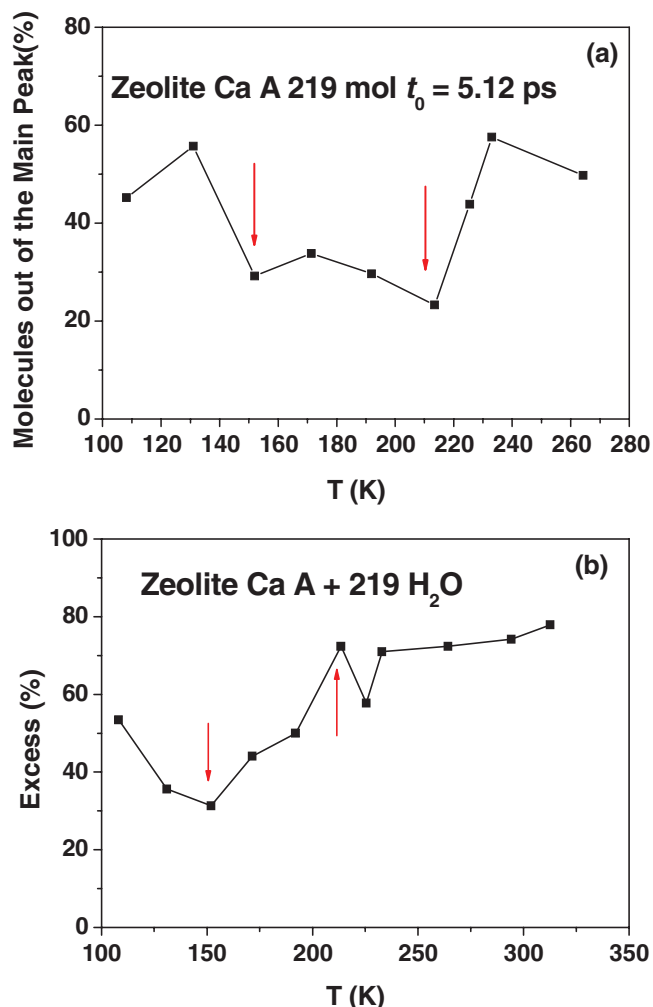 80
(a)
Zeolite Ca A 219 mol t0 = 5.12 ps
60
40
20
0
Molecules out of the Main Peak(%)
100 120 140 160 180 200 220 240 260 280
T (K)
100
(b)
Zeolite Ca A + 219 H2O
80
60
40
20
0
Excess (%)
100 150 200 250 300 350
T (K)